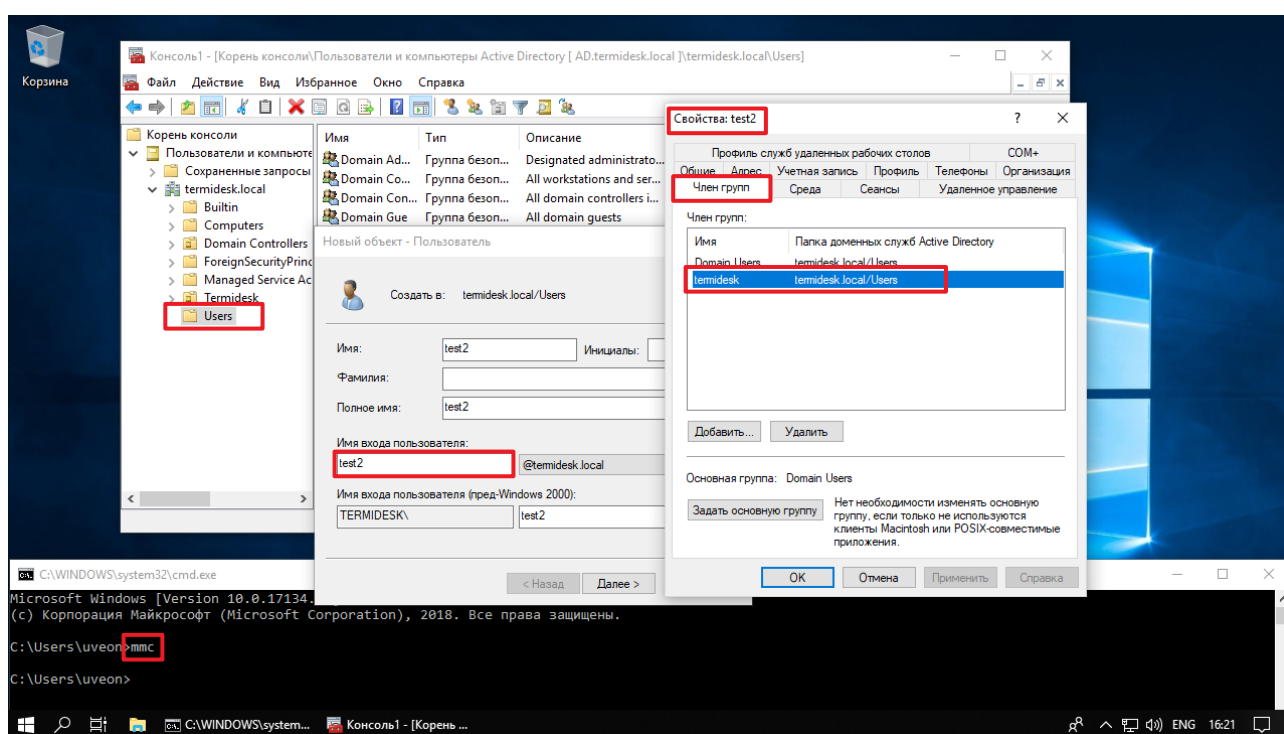 Корзина
Консоль1 - [Корень консоли\Пользователи и компьютеры Active Directory [ AD.termidesk.local ]\termidesk.local\Users]
Файл Действие Вид Избранное Окно Справка
Корень консоли
Пользователи и компьюте
Сохраненные запросы
termidesk.local
Builtin
Computers
Domain Controllers
ForeignSecurityPrinc
Managed Service Ac
Termidesk
Users
Имя Тип Описание
Domain Ad... Группа безоп... Designated administrato...
Domain Co... Группа безоп... All workstations and ser...
Domain Con... Группа безоп... All domain controllers i...
Domain Gue Группа безоп... All domain guests
Новый объект - Пользователь
Создать в: termidesk.local/Users
Имя: test2 Инициалы:
Фамилия:
Полное имя: test2
Имя входа пользователя:
test2 @termidesk.local
Имя входа пользователя (пред-Windows 2000):
TERMIDESK\ test2
< Назад Далее >
Свойства: test2 ?
Профиль служб удаленных рабочих столов COM+
Общие Адрес Учетная запись Профиль Телефоны Организация
Член групп Среда Сеансы Удаленное управление
Член групп:
Имя Папка доменных служб Active Directory
Domain Users termidesk.local/Users
termidesk termidesk.local/Users
Добавить... Удалить
Основная группа: Domain Users
Задать основную группу
Нет необходимости изменять основную
группу, если только не используются
клиенты Macintosh или POSIX-совместимые
приложения.
OK Отмена Применить Справка
C:\WINDOWS\system32\cmd.exe
Microsoft Windows [Version 10.0.17134.
(c) Корпорация Майкрософт (Microsoft Corporation), 2018. Все права защищены.
C:\Users\uveon>mmc
C:\Users\uveon>
C:\WINDOWS\system... Консоль1 - [Корень ... ENG 16:21